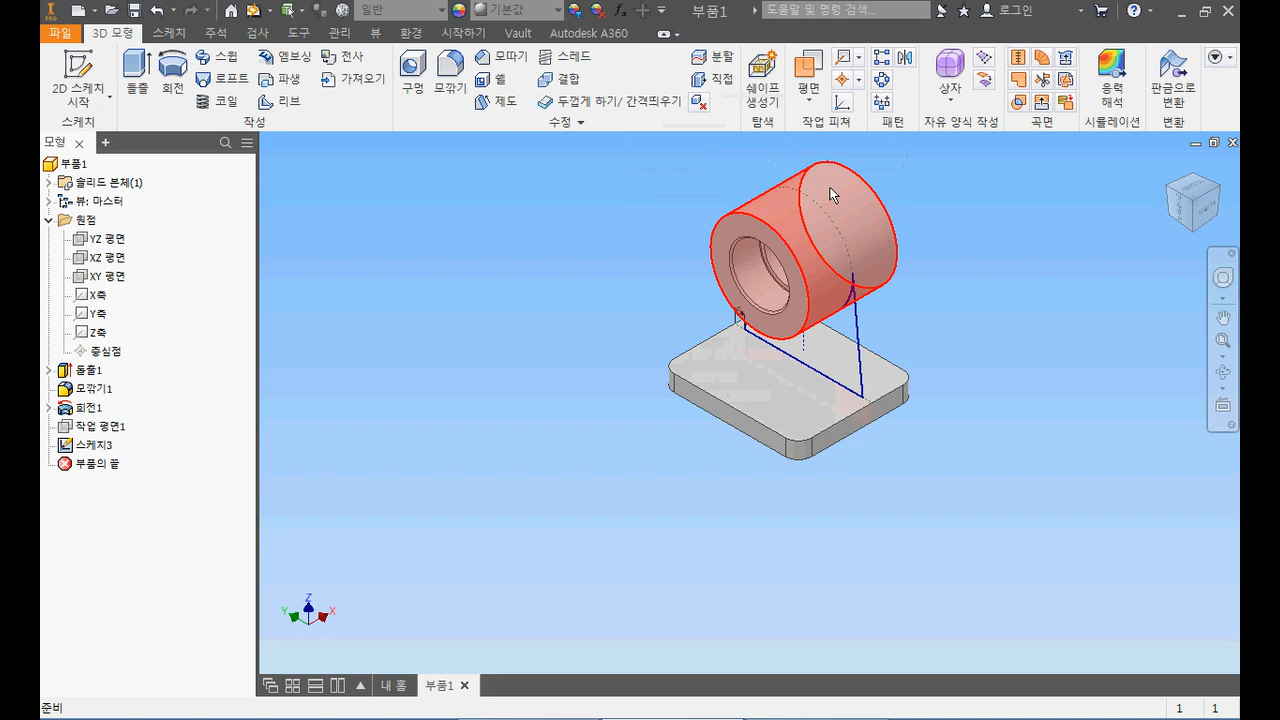 PRO
일반
기본값
부품1
도움말 및 명령 검색...
로그인
파일
3D 모형
스케치
주석
검사
도구
관리
뷰
환경
시작하기
Vault
Autodesk A360
2D 스케치
시작
돌출
회전
스윕
로프트
코일
엠보싱
파생
리브
전사
가져오기
구멍
모깎기
모따기
쉘
제도
스레드
결합
두껍게 하기/ 간격띄우기
분할
직접
쉐이프
생성기
평면
상자
응력
해석
판금으로
변환
스케치
작성
수정
탐색
작업 피쳐
패턴
자유 양식 작성
곡면
시뮬레이션
변환
모형
부품1
솔리드 본체(1)
뷰: 마스터
원점
YZ 평면
XZ 평면
XY 평면
X축
Y축
Z축
중심점
돌출1
모깎기1
회전1
작업 평면1
스케치3
부품의 끝
Z
Y
X
내 홈
부품1
준비
1
1